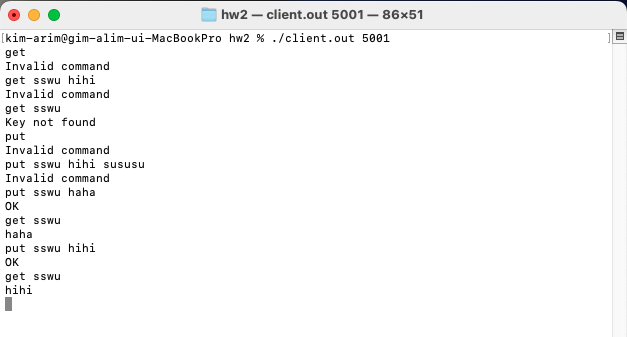 hw2 — client.out 5001 — 86×51
[kim-arim@gim-alim-ui-MacBookPro hw2 % ./client.out 5001 ]
get
Invalid command
get sswu hihi
Invalid command
get sswu
Key not found
put
Invalid command
put sswu hihi sususu
Invalid command
put sswu haha
OK
get sswu
haha
put sswu hihi
OK
get sswu
hihi